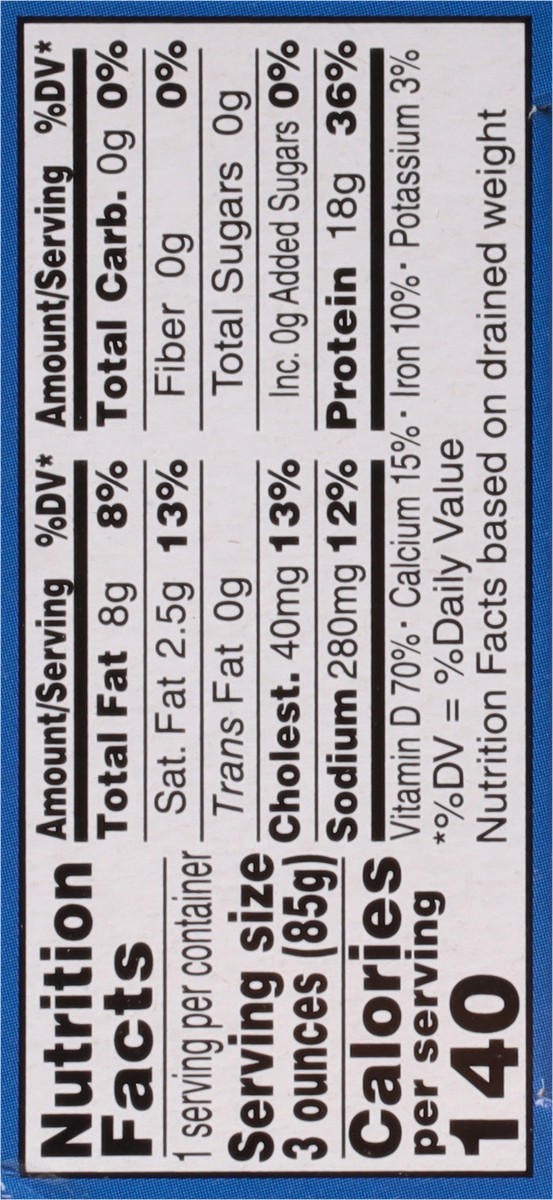 Nutrition
Facts
1 serving per container
Serving size
3 ounces (85g)
Calories
per serving
140
Amount/Serving %DV*
Total Fat 8g 8%
Sat. Fat 2.5g 13%
Trans Fat 0g
Cholest. 40mg 13%
Sodium 280mg 12%
Amount/Serving %DV*
Total Carb. 0g 0%
Fiber 0g 0%
Total Sugars 0g
Inc. 0g Added Sugars 0%
Protein 18g 36%
Vitamin D 70% · Calcium 15% · Iron 10% · Potassium 3%
*%DV = %Daily Value
Nutrition Facts based on drained weight